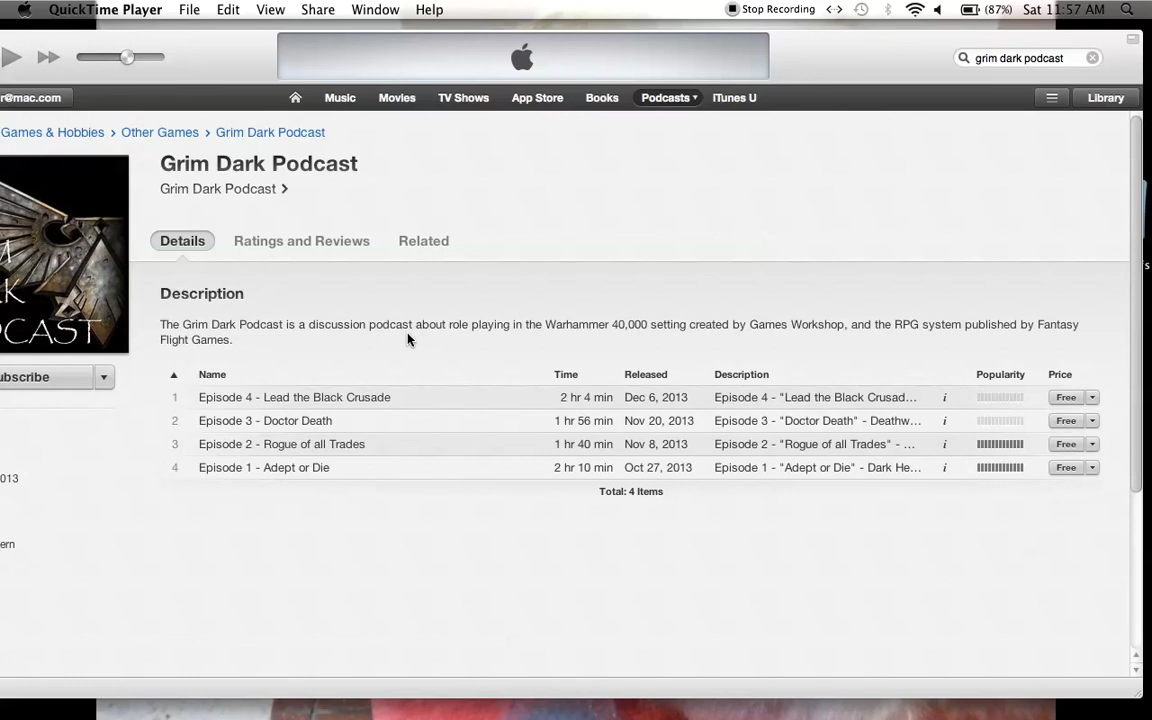 QuickTime Player File Edit View Share Window Help Stop Recording (87%) Sat 11:57 AM
grim dark podcast
r@mac.com Music Movies TV Shows App Store Books Podcasts iTunes U Library
Games & Hobbies > Other Games > Grim Dark Podcast
Grim Dark Podcast
Grim Dark Podcast >
Details Ratings and Reviews Related
Description
The Grim Dark Podcast is a discussion podcast about role playing in the Warhammer 40,000 setting created by Games Workshop, and the RPG system published by Fantasy
Flight Games.
ubscribe
Name Time Released Description Popularity Price
1 Episode 4 - Lead the Black Crusade 2 hr 4 min Dec 6, 2013 Episode 4 - "Lead the Black Crusad... i Free
2 Episode 3 - Doctor Death 1 hr 56 min Nov 20, 2013 Episode 3 - "Doctor Death" - Deathw... i Free
3 Episode 2 - Rogue of all Trades 1 hr 40 min Nov 8, 2013 Episode 2 - "Rogue of all Trades" - ... i Free
4 Episode 1 - Adept or Die 2 hr 10 min Oct 27, 2013 Episode 1 - "Adept or Die" - Dark He... i Free
Total: 4 Items
013
ern
M
RK
DCAST
s